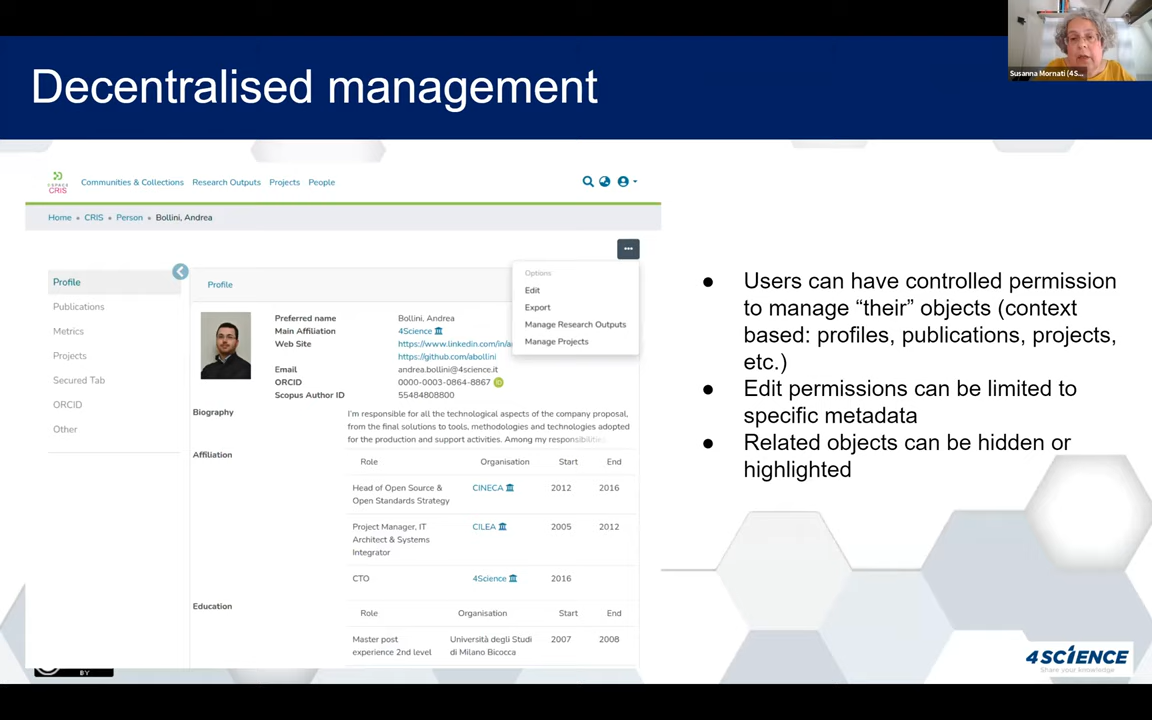 Susanna Mornati (4S...
Decentralised management
DSPACE
CRIS
Communities & Collections Research Outputs Projects People
Home • CRIS • Person • Bollini, Andrea
Profile
Publications
Metrics
Projects
Secured Tab
ORCID
Other
Profile
Options
Edit
Export
Manage Research Outputs
Manage Projects
Preferred name Bollini, Andrea
Main Affiliation 4Science
Web Site https://www.linkedin.com/in/a
https://github.com/abollini
Email andrea.bollini@4science.it
ORCID 0000-0003-0864-8867
Scopus Author ID 55484808800
Biography
I'm responsible for all the technological aspects of the company proposal,
from the final solutions to tools, methodologies and technologies adopted
for the production and support activities. Among my responsibilities
Affiliation
Role Organisation Start End
Head of Open Source & CINECA 2012 2016
Open Standards Strategy
Project Manager, IT CILEA 2005 2012
Architect & Systems
Integrator
CTO 4Science 2016
Education
Role Organisation Start End
Master post Università degli Studi 2007 2008
experience 2nd level di Milano Bicocca
● Users can have controlled permission
to manage “their” objects (context
based: profiles, publications, projects,
etc.)
● Edit permissions can be limited to
specific metadata
● Related objects can be hidden or
highlighted
BY
4SCIENCE
Share your knowledge